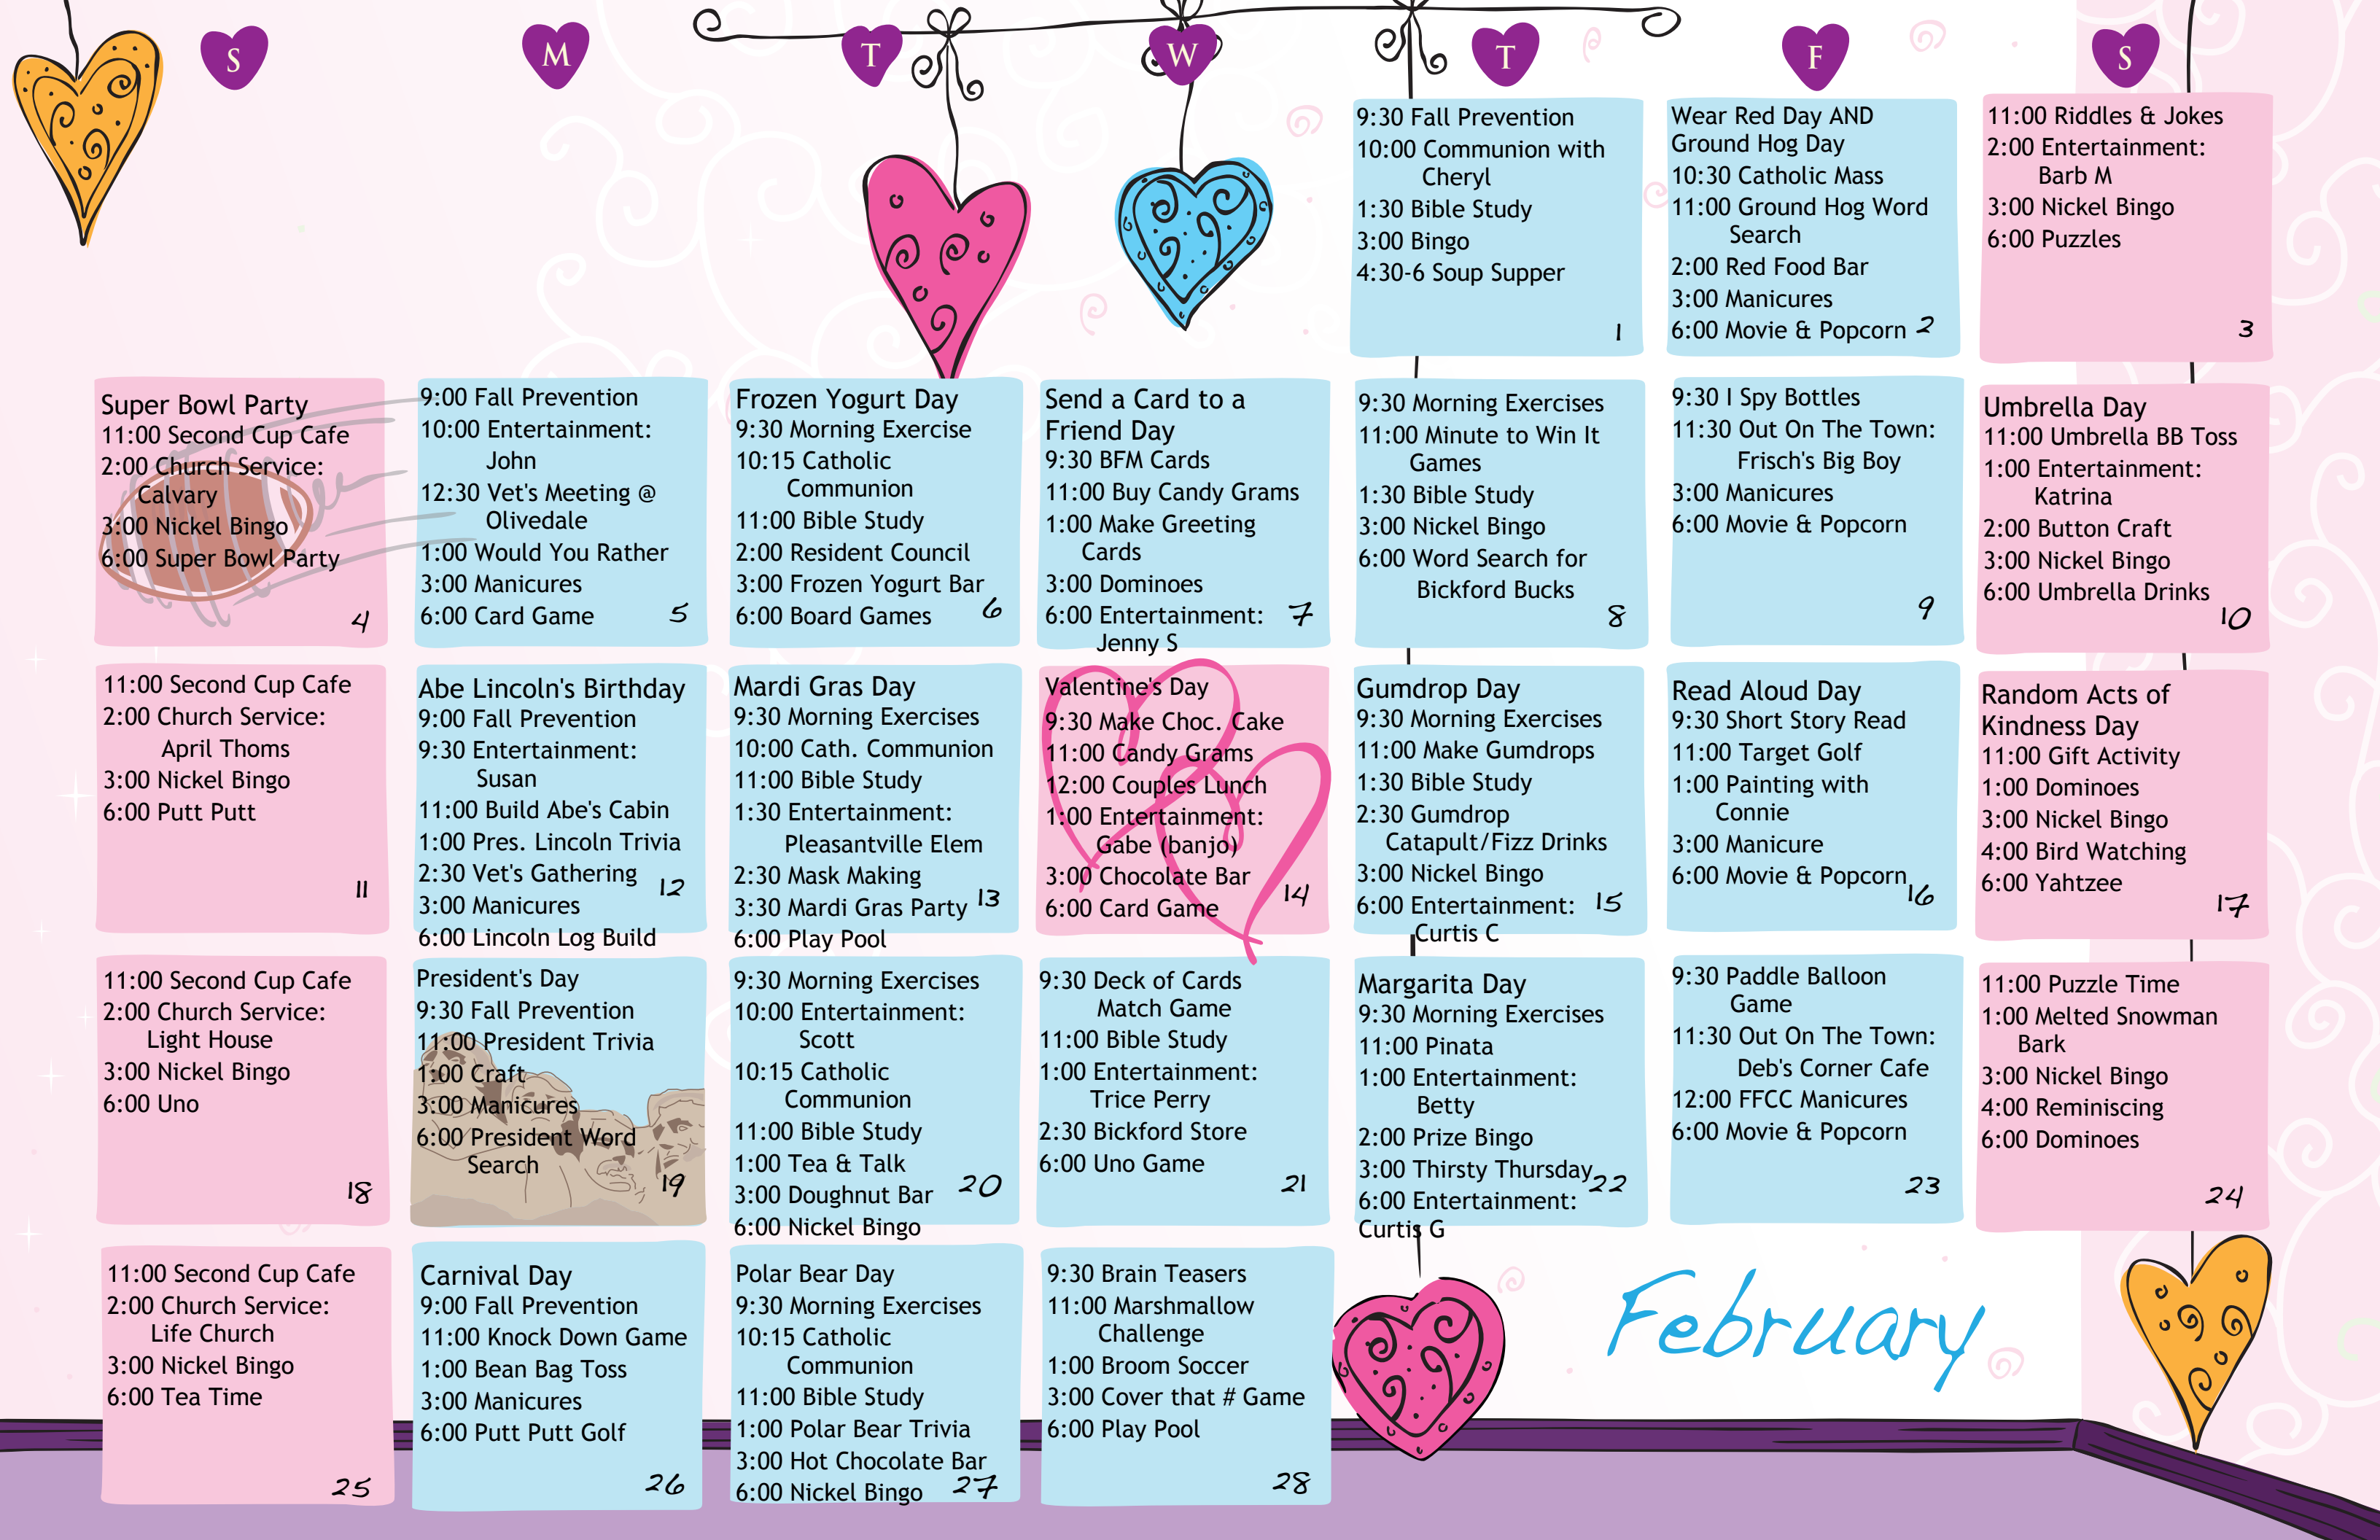 S
M
T
W
T
F
S
9:30 Fall Prevention
10:00 Communion with
Cheryl
1:30 Bible Study
3:00 Bingo
4:30-6 Soup Supper
1
Wear Red Day AND
Ground Hog Day
10:30 Catholic Mass
11:00 Ground Hog Word
Search
2:00 Red Food Bar
3:00 Manicures
6:00 Movie & Popcorn
2
11:00 Riddles & Jokes
2:00 Entertainment:
Barb M
3:00 Nickel Bingo
6:00 Puzzles
3
Super Bowl Party
11:00 Second Cup Cafe
2:00 Church Service:
Calvary
3:00 Nickel Bingo
6:00 Super Bowl Party
4
9:00 Fall Prevention
10:00 Entertainment:
John
12:30 Vet's Meeting @
Olivedale
1:00 Would You Rather
3:00 Manicures
6:00 Card Game
5
Frozen Yogurt Day
9:30 Morning Exercise
10:15 Catholic
Communion
11:00 Bible Study
2:00 Resident Council
3:00 Frozen Yogurt Bar
6:00 Board Games
6
Send a Card to a
Friend Day
9:30 BFM Cards
11:00 Buy Candy Grams
1:00 Make Greeting
Cards
3:00 Dominoes
6:00 Entertainment:
Jenny S
7
9:30 Morning Exercises
11:00 Minute to Win It
Games
1:30 Bible Study
3:00 Nickel Bingo
6:00 Word Search for
Bickford Bucks
8
9:30 I Spy Bottles
11:30 Out On The Town:
Frisch's Big Boy
3:00 Manicures
6:00 Movie & Popcorn
9
Umbrella Day
11:00 Umbrella BB Toss
1:00 Entertainment:
Katrina
2:00 Button Craft
3:00 Nickel Bingo
6:00 Umbrella Drinks
10
11:00 Second Cup Cafe
2:00 Church Service:
April Thoms
3:00 Nickel Bingo
6:00 Putt Putt
11
Abe Lincoln's Birthday
9:00 Fall Prevention
9:30 Entertainment:
Susan
11:00 Build Abe's Cabin
1:00 Pres. Lincoln Trivia
2:30 Vet's Gathering
3:00 Manicures
6:00 Lincoln Log Build
12
Mardi Gras Day
9:30 Morning Exercises
10:00 Cath. Communion
11:00 Bible Study
1:30 Entertainment:
Pleasantville Elem
2:30 Mask Making
3:30 Mardi Gras Party
6:00 Play Pool
13
Valentine's Day
9:30 Make Choc. Cake
11:00 Candy Grams
12:00 Couples Lunch
1:00 Entertainment:
Gabe (banjo)
3:00 Chocolate Bar
6:00 Card Game
14
Gumdrop Day
9:30 Morning Exercises
11:00 Make Gumdrops
1:30 Bible Study
2:30 Gumdrop
Catapult/Fizz Drinks
3:00 Nickel Bingo
6:00 Entertainment:
Curtis C
15
Read Aloud Day
9:30 Short Story Read
11:00 Target Golf
1:00 Painting with
Connie
3:00 Manicure
6:00 Movie & Popcorn
16
Random Acts of
Kindness Day
11:00 Gift Activity
1:00 Dominoes
3:00 Nickel Bingo
4:00 Bird Watching
6:00 Yahtzee
17
11:00 Second Cup Cafe
2:00 Church Service:
Light House
3:00 Nickel Bingo
6:00 Uno
18
President's Day
9:30 Fall Prevention
11:00 President Trivia
1:00 Craft
3:00 Manicures
6:00 President Word
Search
19
9:30 Morning Exercises
10:00 Entertainment:
Scott
10:15 Catholic
Communion
11:00 Bible Study
1:00 Tea & Talk
3:00 Doughnut Bar
6:00 Nickel Bingo
20
9:30 Deck of Cards
Match Game
11:00 Bible Study
1:00 Entertainment:
Trice Perry
2:30 Bickford Store
6:00 Uno Game
21
Margarita Day
9:30 Morning Exercises
11:00 Pinata
1:00 Entertainment:
Betty
2:00 Prize Bingo
3:00 Thirsty Thursday
6:00 Entertainment:
Curtis G
22
9:30 Paddle Balloon
Game
11:30 Out On The Town:
Deb's Corner Cafe
12:00 FFCC Manicures
6:00 Movie & Popcorn
23
11:00 Puzzle Time
1:00 Melted Snowman
Bark
3:00 Nickel Bingo
4:00 Reminiscing
6:00 Dominoes
24
11:00 Second Cup Cafe
2:00 Church Service:
Life Church
3:00 Nickel Bingo
6:00 Tea Time
25
Carnival Day
9:00 Fall Prevention
11:00 Knock Down Game
1:00 Bean Bag Toss
3:00 Manicures
6:00 Putt Putt Golf
26
Polar Bear Day
9:30 Morning Exercises
10:15 Catholic
Communion
11:00 Bible Study
1:00 Polar Bear Trivia
3:00 Hot Chocolate Bar
6:00 Nickel Bingo
27
9:30 Brain Teasers
11:00 Marshmallow
Challenge
1:00 Broom Soccer
3:00 Cover that # Game
6:00 Play Pool
28
February